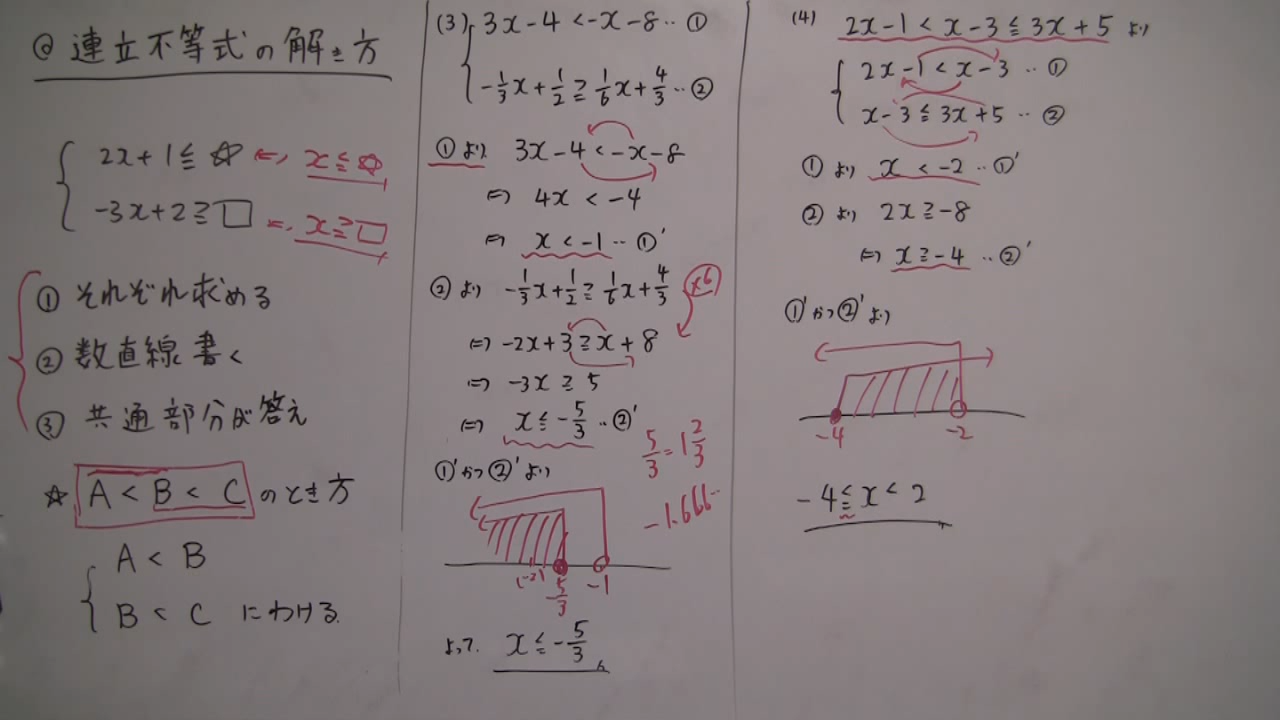 @ 連立不等式の解き方
2x+1≦☆ ⇔ x≦☆
-3x+2≧□ ⇔ x≧□
① それぞれ求める
② 数直線書く
③ 共通部分が答え
☆ A<B<C のとき方
A<B
B<C にわける.
(3) 3x-4<-x-8‥①
-1/3x+1/2≧1/6x+4/3‥②
①より 3x-4<-x-8
⇔ 4x<-4
⇔ x<-1‥①'
②より -1/3x+1/2≧1/6x+4/3 ×6
⇔ -2x+3≧x+8
⇔ -3x≧5
⇔ x≦-5/3‥②'
5/3=1 2/3
①'かつ②'より
-1.666‥
(-2) -5/3 -1
よって. x≦-5/3
(4) 2x-1<x-3≦3x+5 より
2x-1<x-3‥①
x-3≦3x+5‥②
①より x<-2‥①'
②より 2x≧-8
⇔ x≧-4‥②'
①'かつ②'より
-4 -2
-4≦x<2